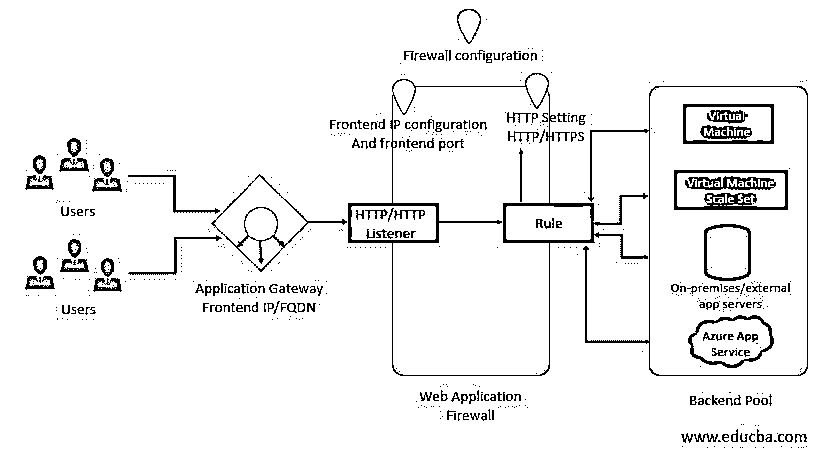 Firewall configuration
Frontend IP configuration
And frontend port
HTTP Setting
HTTP/HTTPS
Users
Users
Application Gateway
Frontend IP/FQDN
HTTP/HTTP
Listener
Rule
Web Application
Firewall
Virtual
Machine
Virtual Machine
Scale Set
On-premises/external
app servers
Azure App
Service
Backend Pool
www.educba.com